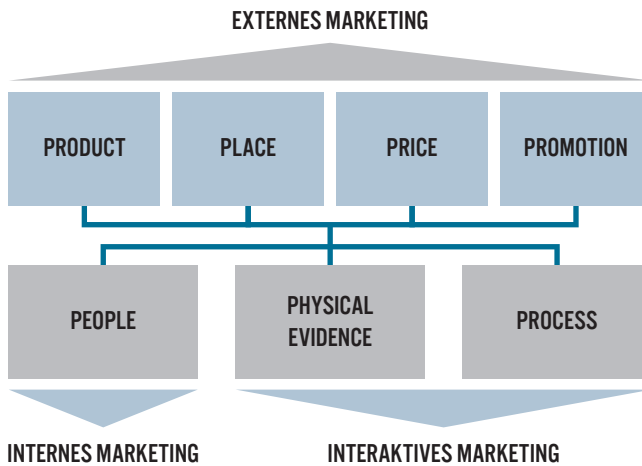 EXTERNES MARKETING
PRODUCT
PLACE
PRICE
PROMOTION
PEOPLE
PHYSICAL
EVIDENCE
PROCESS
INTERNES MARKETING
INTERAKTIVES MARKETING